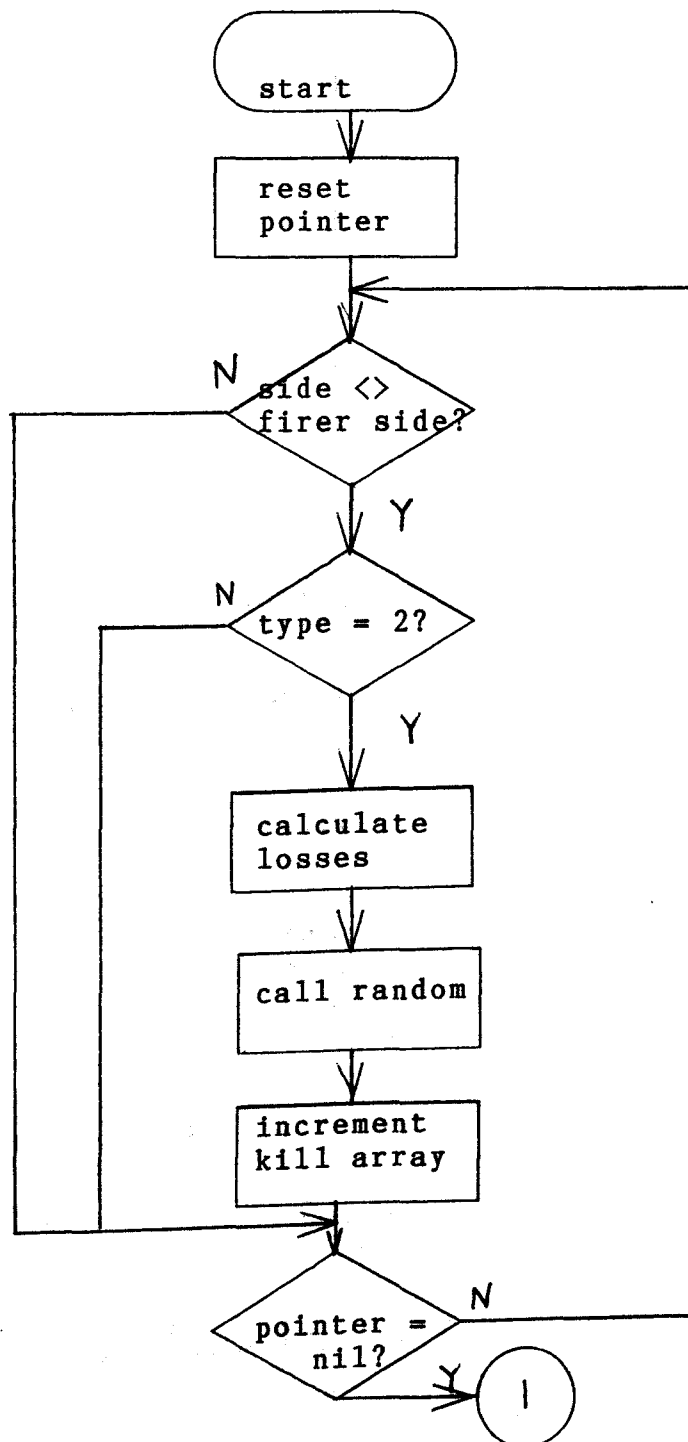 start
reset
pointer
N
side <>
firer side?
Y
N
type = 2?
Y
calculate
losses
call random
increment
kill array
N
pointer =
nil?
Y
1